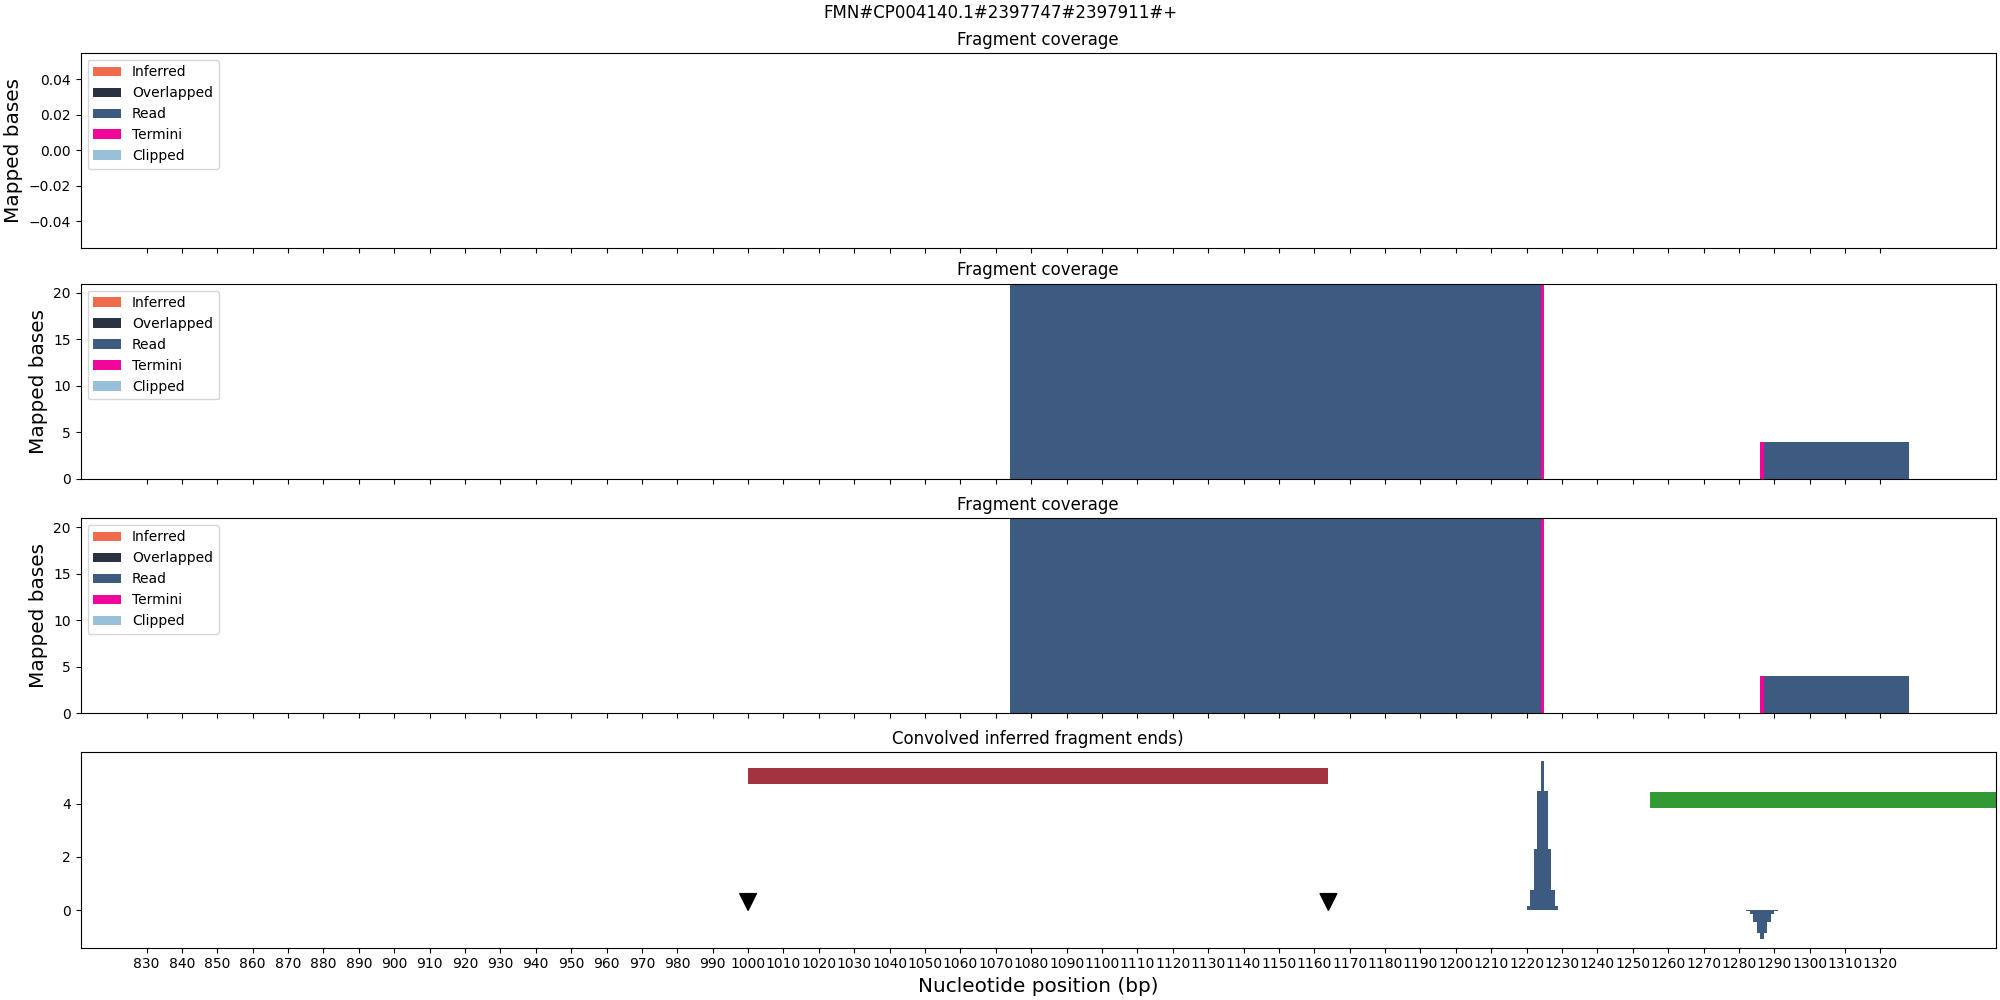 FMN#CP004140.1#2397747#2397911#+
Fragment coverage
Mapped bases
0.04
0.02
0.00
−0.02
−0.04
Inferred
Overlapped
Read
Termini
Clipped
Fragment coverage
Mapped bases
20
15
10
5
0
Inferred
Overlapped
Read
Termini
Clipped
Fragment coverage
Mapped bases
20
15
10
5
0
Inferred
Overlapped
Read
Termini
Clipped
Convolved inferred fragment ends)
4
2
0
830 840 850 860 870 880 890 900 910 920 930 940 950 960 970 980 990 1000 1010 1020 1030 1040 1050 1060 1070 1080 1090 1100 1110 1120 1130 1140 1150 1160 1170 1180 1190 1200 1210 1220 1230 1240 1250 1260 1270 1280 1290 1300 1310 1320
Nucleotide position (bp)